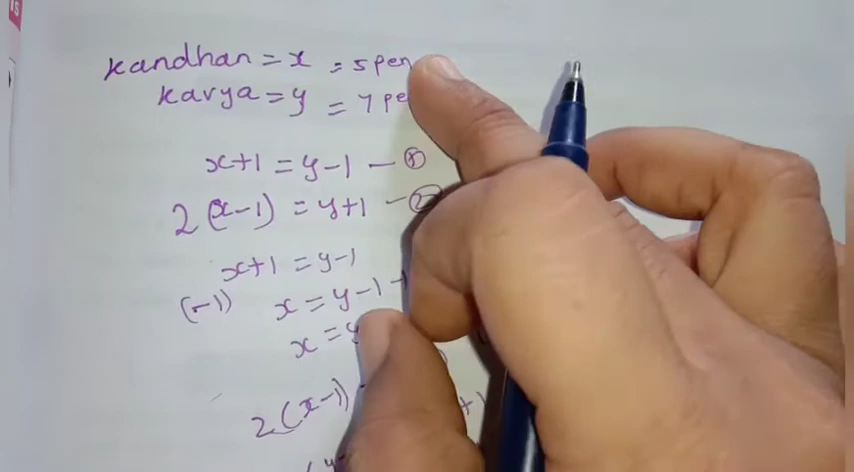 15
Kandhan = x = 5 pen
Kavya = y = 7 pe
x+1 = y-1 - 
2(x-1) = y+1 - ②
x+1 = y-1
(-1) x = y-1-
x = y
2(x-1)
+1
(y